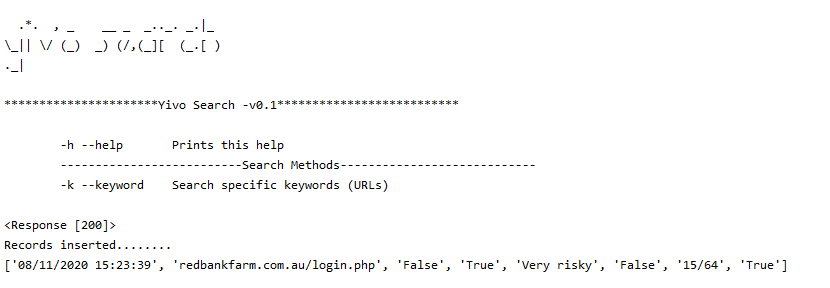 .*.  , _    __ _  _.._. _.|_
\_|| \/ (_)  _) (/,(_][  (_.[ )
._|
**********************Yivo Search -v0.1**************************
-h --help       Prints this help
--------------------------Search Methods----------------------------
-k --keyword    Search specific keywords (URLs)
<Response [200]>
Records inserted........
['08/11/2020 15:23:39', 'redbankfarm.com.au/login.php', 'False', 'True', 'Very risky', 'False', '15/64', 'True']